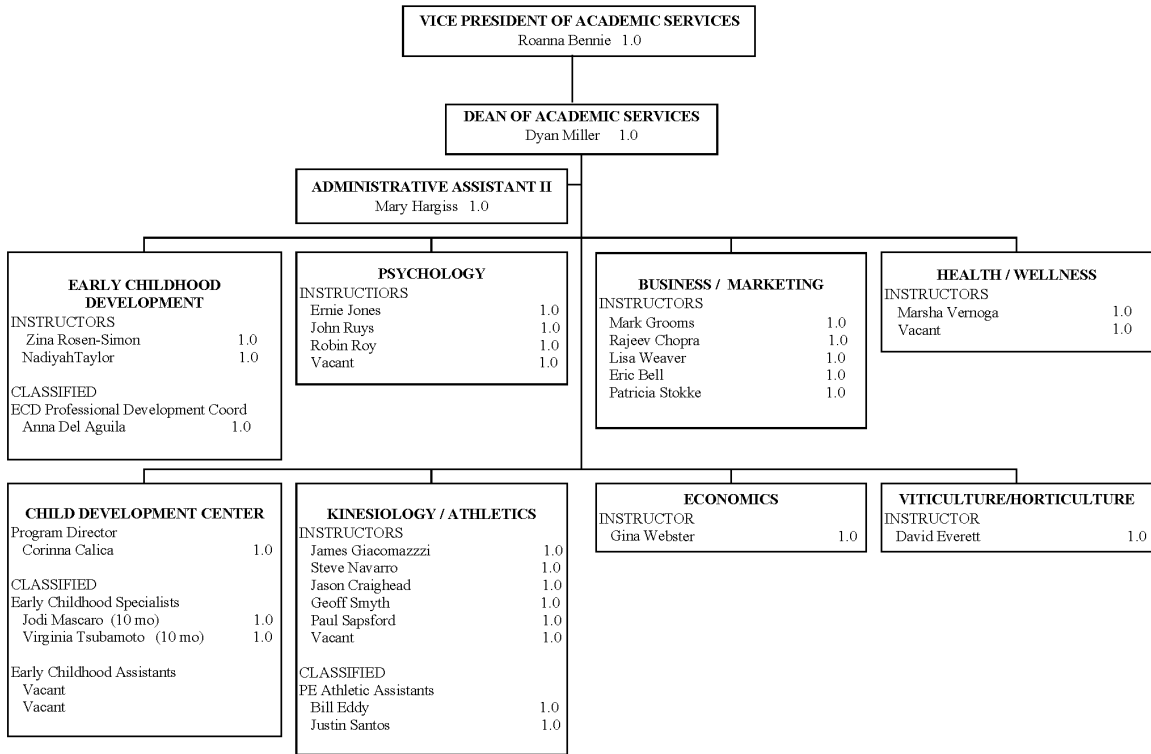 VICE PRESIDENT OF ACADEMIC SERVICES
Roanna Bennie 1.0
DEAN OF ACADEMIC SERVICES
Dyan Miller 1.0
ADMINISTRATIVE ASSISTANT II
Mary Hargiss 1.0
EARLY CHILDHOOD
DEVELOPMENT
INSTRUCTORS
Zina Rosen-Simon 1.0
NadiyahTaylor 1.0
CLASSIFIED
ECD Professional Development Coord
Anna Del Aguila 1.0
PSYCHOLOGY
INSTRUCTIORS
Ernie Jones 1.0
John Ruys 1.0
Robin Roy 1.0
Vacant 1.0
BUSINESS / MARKETING
INSTRUCTORS
Mark Grooms 1.0
Rajeev Chopra 1.0
Lisa Weaver 1.0
Eric Bell 1.0
Patricia Stokke 1.0
HEALTH / WELLNESS
INSTRUCTORS
Marsha Vernoga 1.0
Vacant 1.0
CHILD DEVELOPMENT CENTER
Program Director
Corinna Calica 1.0
CLASSIFIED
Early Childhood Specialists
Jodi Mascaro (10 mo) 1.0
Virginia Tsubamoto (10 mo) 1.0
Early Childhood Assistants
Vacant
Vacant
KINESIOLOGY / ATHLETICS
INSTRUCTORS
James Giacomazzzi 1.0
Steve Navarro 1.0
Jason Craighead 1.0
Geoff Smyth 1.0
Paul Sapsford 1.0
Vacant 1.0
CLASSIFIED
PE Athletic Assistants
Bill Eddy 1.0
Justin Santos 1.0
ECONOMICS
INSTRUCTOR
Gina Webster 1.0
VITICULTURE/HORTICULTURE
INSTRUCTOR
David Everett 1.0